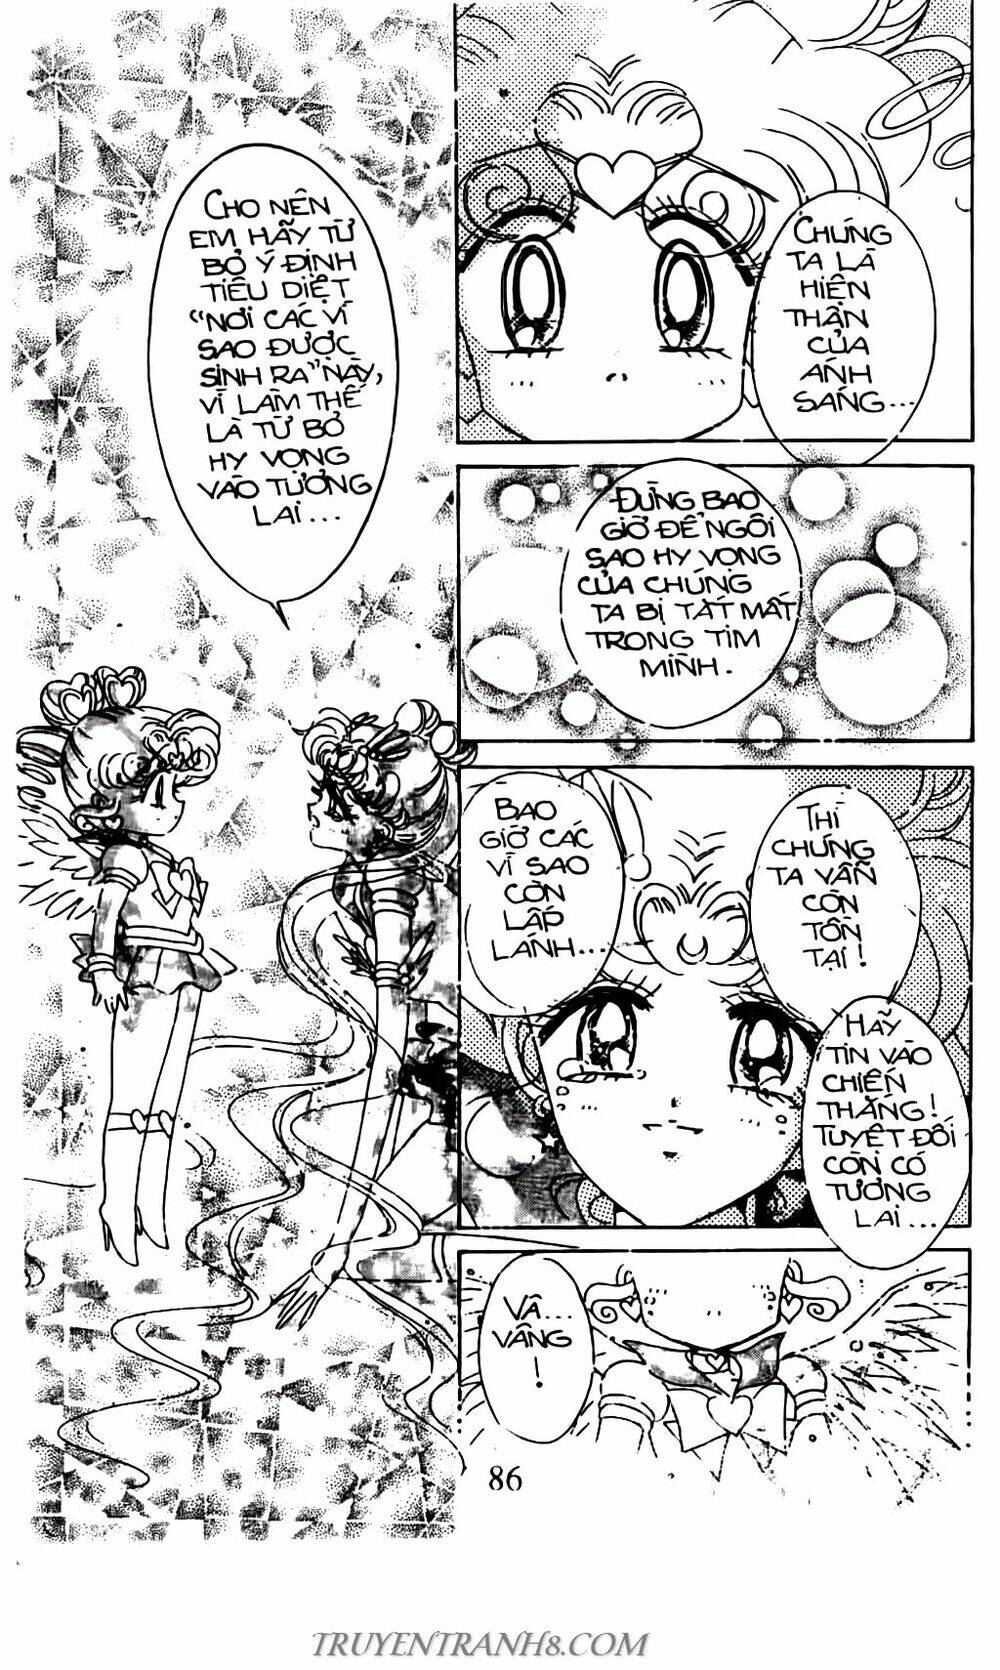 CHO NÊN
EM HÃY TỪ
BỎ Ý ĐỊNH
TIÊU DIỆT
“NƠI CÁC VÌ
SAO ĐƯỢC
SINH RA” NÀY,
VÌ LÀM THẾ
LÀ TỪ BỎ
HY VỌNG
VÀO TƯƠNG
LAI...
CHÚNG
TA LÀ
HIỆN
THÂN
CỦA
ÁNH
SÁNG...
ĐỪNG BAO
GIỜ ĐỂ NGÔI
SAO HY VỌNG
CỦA CHÚNG
TA BỊ TẮT MẤT
TRONG TIM
MÌNH.
BAO
GIỜ CÁC
VÌ SAO
CÒN
LẤP
LÁNH...
THÌ
CHÚNG
TA VẪN
CÒN
TỒN
TẠI!
HÃY
TIN VÀO
CHIẾN
THẮNG!
TUYỆT ĐỐI
CÒN CÓ
TƯƠNG
LAI....
VÂ...
VÂNG
!
86
TRUYENTRANH8.COM